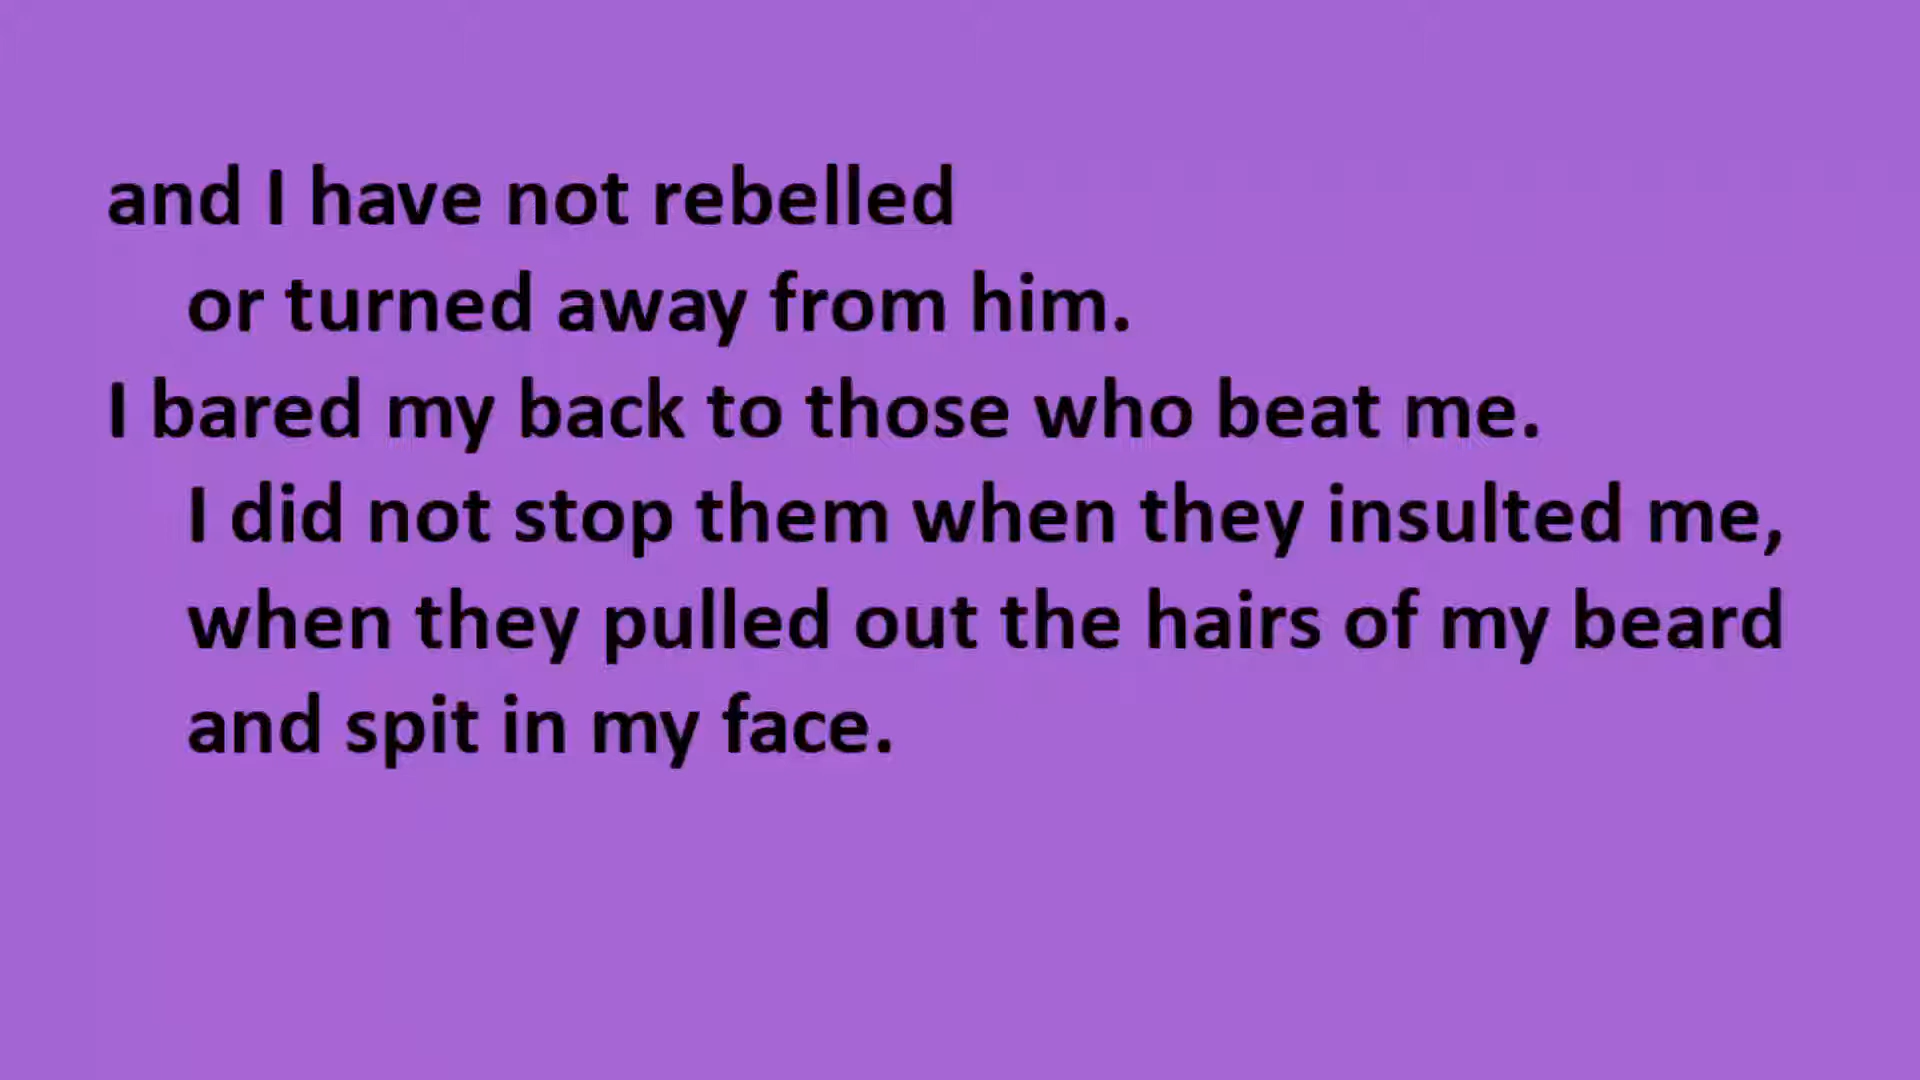 and I have not rebelled
or turned away from him.
I bared my back to those who beat me.
I did not stop them when they insulted me,
when they pulled out the hairs of my beard
and spit in my face.